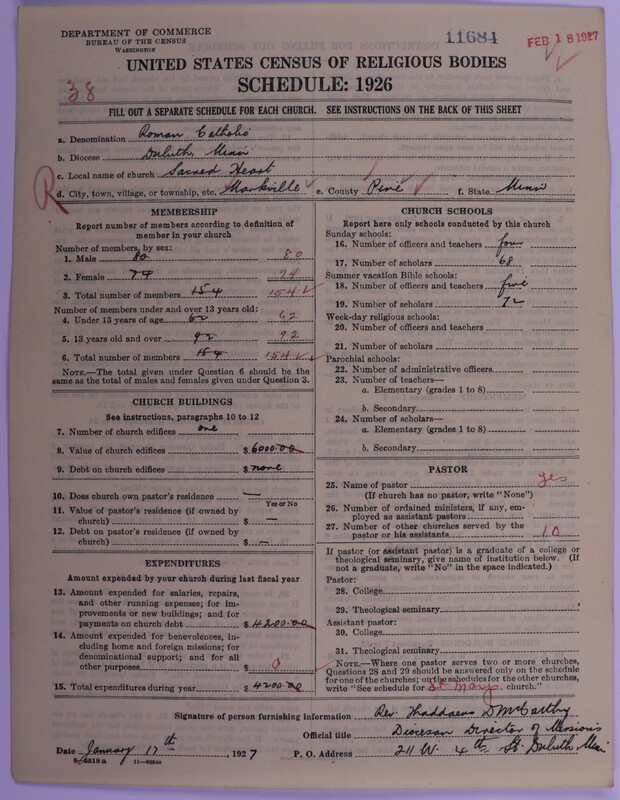 DEPARTMENT OF COMMERCE
BUREAU OF THE CENSUS
WASHINGTON
11684
FEB 18 1927
UNITED STATES CENSUS OF RELIGIOUS BODIES
SCHEDULE: 1926
38
FILL OUT A SEPARATE SCHEDULE FOR EACH CHURCH. SEE INSTRUCTIONS ON THE BACK OF THIS SHEET
a. Denomination Roman Catholic
b. Diocese Duluth, Minn
c. Local name of church Sacred Heart
R
d. City, town, village, or township, etc. Markville e. County Pine f. State Minn
MEMBERSHIP
Report number of members according to definition of
member in your church
Number of members, by sex:
1. Male 80 80
2. Female 74 74
3. Total number of members 154 154
Number of members under and over 13 years old:
4. Under 13 years of age 62 62
5. 13 years old and over 92 92
6. Total number of members 154 154
NOTE.—The total given under Question 6 should be
the same as the total of males and females given under Question 3.
CHURCH BUILDINGS
See instructions, paragraphs 10 to 12
7. Number of church edifices one
8. Value of church edifices $ 6000.00
9. Debt on church edifices $ none
10. Does church own pastor's residence —
Yes or No
11. Value of pastor's residence (if owned by
church) $ —
12. Debt on pastor's residence (if owned by
church) $ —
EXPENDITURES
Amount expended by your church during last fiscal year
13. Amount expended for salaries, repairs,
and other running expenses; for im-
provements or new buildings; and for
payments on church debt $ 4200.00
14. Amount expended for benevolences, in-
cluding home and foreign missions; for
denominational support; and for all
other purposes $ 0
15. Total expenditures during year $ 4200.00
CHURCH SCHOOLS
Report here only schools conducted by this church
Sunday schools:
16. Number of officers and teachers four
17. Number of scholars 68
Summer vacation Bible schools:
18. Number of officers and teachers five
19. Number of scholars 72
Week-day religious schools:
20. Number of officers and teachers
21. Number of scholars
Parochial schools:
22. Number of administrative officers
23. Number of teachers—
a. Elementary (grades 1 to 8)
b. Secondary
24. Number of scholars—
a. Elementary (grades 1 to 8)
b. Secondary
PASTOR
25. Name of pastor yes
(If church has no pastor, write "None")
26. Number of ordained ministers, if any, em-
ployed as assistant pastors
27. Number of other churches served by the
pastor or his assistants 10
If pastor (or assistant pastor) is a graduate of a college or
theological seminary, give name of institution below. (If
not a graduate, write "No" in the space indicated.)
Pastor:
28. College
29. Theological seminary
Assistant pastor:
30. College
31. Theological seminary
NOTE.—Where one pastor serves two or more churches,
Questions 28 and 29 should be answered only on the schedule
for one of the churches; on the schedules for the other churches,
write "See schedule for St Marys church."
Signature of person furnishing information Rev. Thaddaeus D McCarthy
Official title Diocesan Director of Missions
Date January 17th, 1927 P. O. Address 211 W. 4th St. Duluth Minn